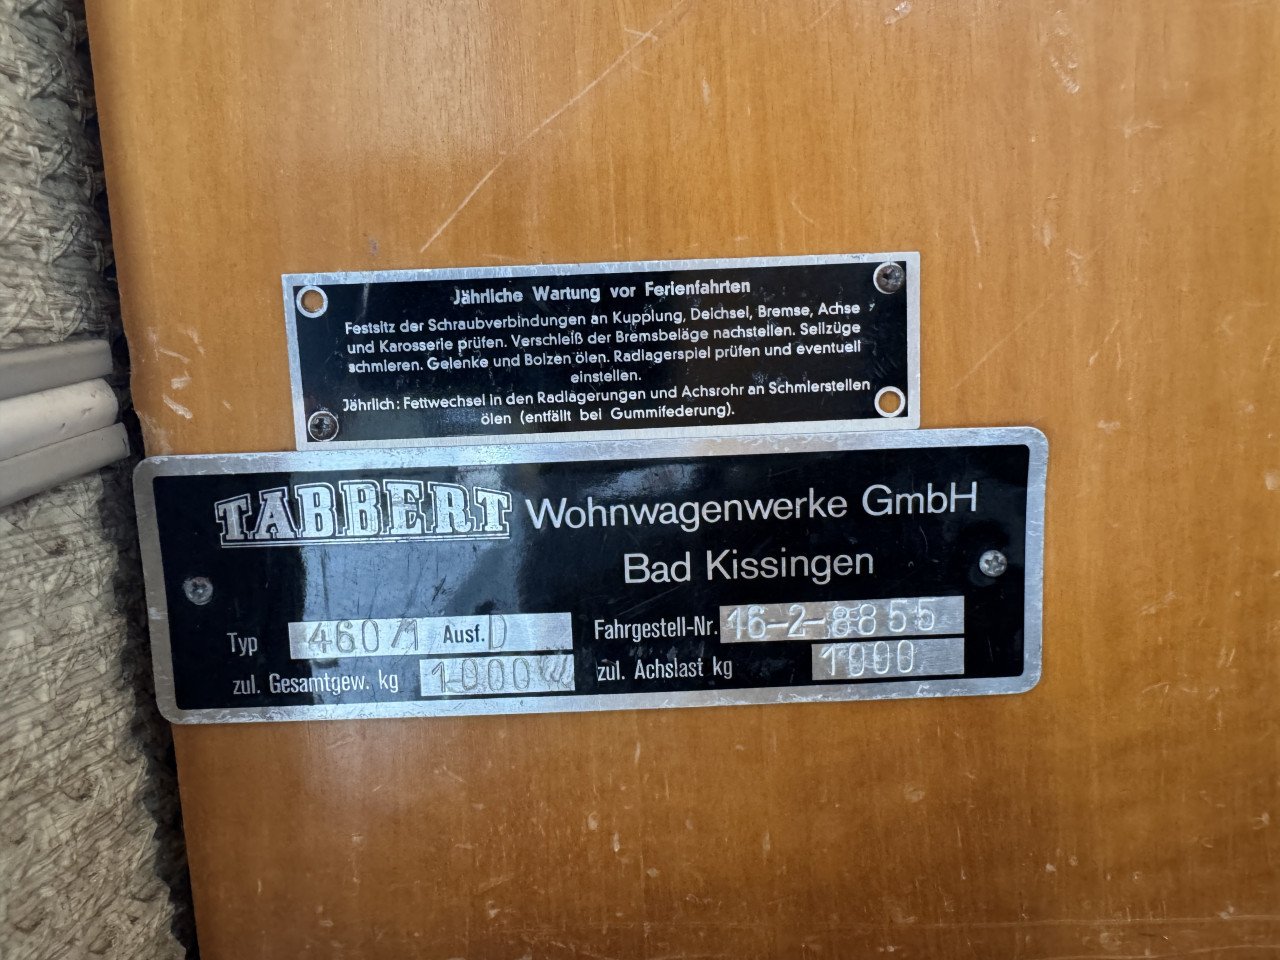 Jährliche Wartung vor Ferienfahrten
Festsitz der Schraubverbindungen an Kupplung, Deichsel, Bremse, Achse
und Karosserie prüfen. Verschleiß der Bremsbeläge nachstellen. Seilzüge
schmieren. Gelenke und Bolzen ölen. Radlagerspiel prüfen und eventuell
einstellen.
Jährlich: Fettwechsel in den Radlagerungen und Achsrohr an Schmierstellen
ölen (entfällt bei Gummifederung).
TABBERT Wohnwagenwerke GmbH
Bad Kissingen
Typ 460/1 Ausf. D Fahrgestell-Nr. 16-2-8855
zul. Gesamtgew. kg 1000 zul. Achslast kg 1000